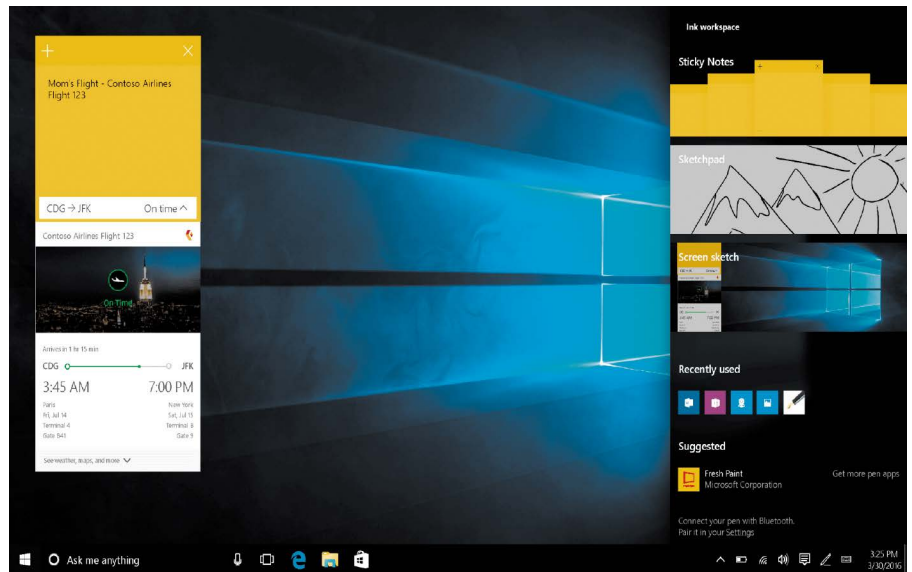 Mom's Flight - Contoso Airlines
Flight 123
CDG → JFK On time
Contoso Airlines Flight 123
On Time
Arrives in 1 hr 15 min
CDG JFK
3:45 AM 7:00 PM
Paris New York
Fri, Jul 14 Sat, Jul 15
Terminal 4 Terminal 8
Gate B41 Gate 9
See weather, maps, and more
Ink workspace
Sticky Notes
Sketchpad
Screen sketch
Recently used
Suggested
Fresh Paint
Microsoft Corporation
Get more pen apps
Connect your pen with Bluetooth.
Pair it in your Settings
Ask me anything
3:25 PM
3/30/2016